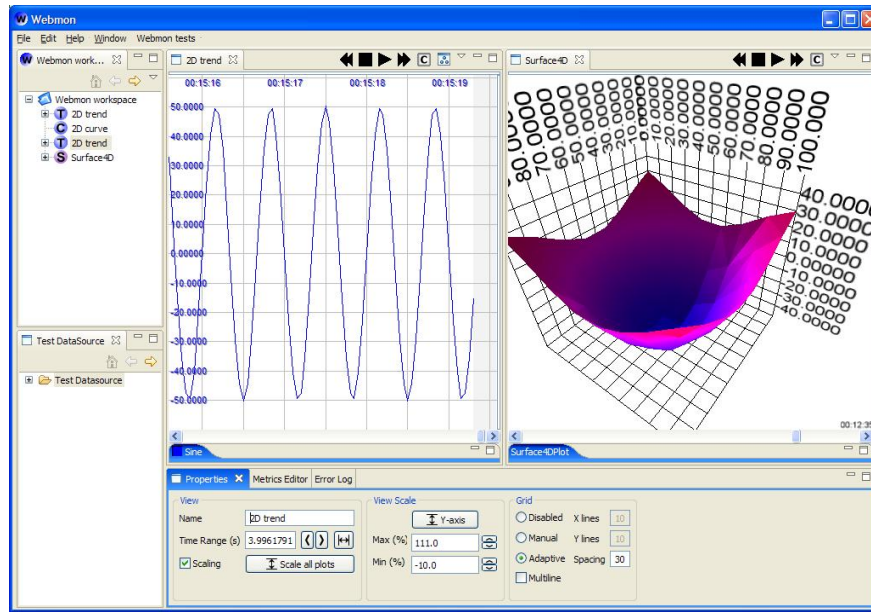 Webmon
File Edit Help Window Webmon tests
Webmon work...
Webmon workspace
2D trend
2D curve
2D trend
Surface4D
Test DataSource
Test Datasource
2D trend
00:15:16 00:15:17 00:15:18 00:15:19
50.0000
40.0000
30.0000
20.0000
10.0000
0.00000
-10.0000
-20.0000
-30.0000
-40.0000
-50.0000
Sine
Surface4D
C
80.0000
70.0000
60.0000
50.0000
40.0000
30.0000
20.0000
10.0000
0.00000
10.0000
20.0000
30.0000
40.0000
50.0000
60.0000
70.0000
80.0000
90.0000
100.000
40.0000
30.0000
20.0000
10.0000
0.00000
-10.0000
-20.0000
-30.0000
-40.0000
00:12:35
Surface4DPlot
Properties Metrics Editor Error Log
View
Name 2D trend
Time Range (s) 3.9961791
Scaling Scale all plots
View Scale
Y-axis
Max (%) 111.0
Min (%) -10.0
Grid
Disabled X lines 10
Manual Y lines 10
Adaptive Spacing 30
Multiline